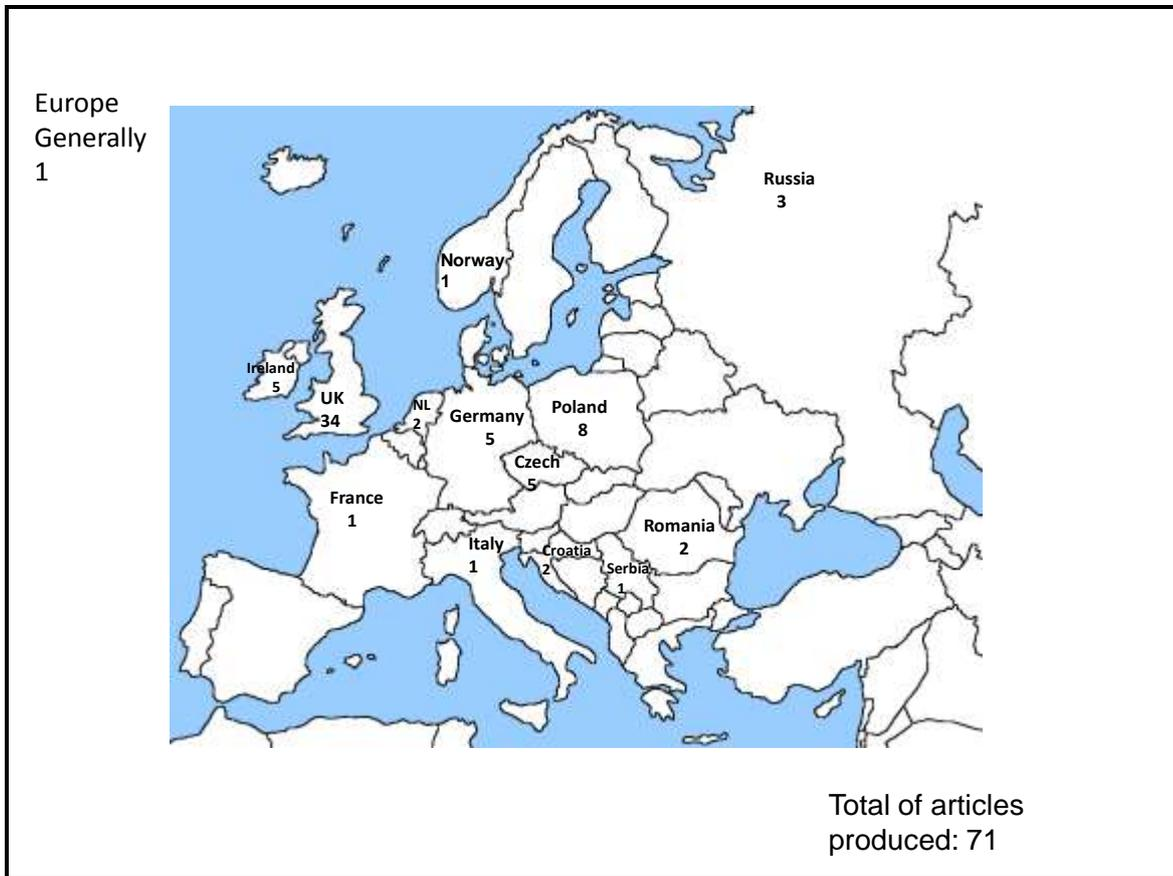 Europe
Generally
1
Russia
3
Norway
1
Ireland
5
UK
34
NL
2
Germany
5
Poland
8
Czech
5
France
1
Romania
2
Italy
1
Croatia
2
Serbia
1
Total of articles
produced: 71